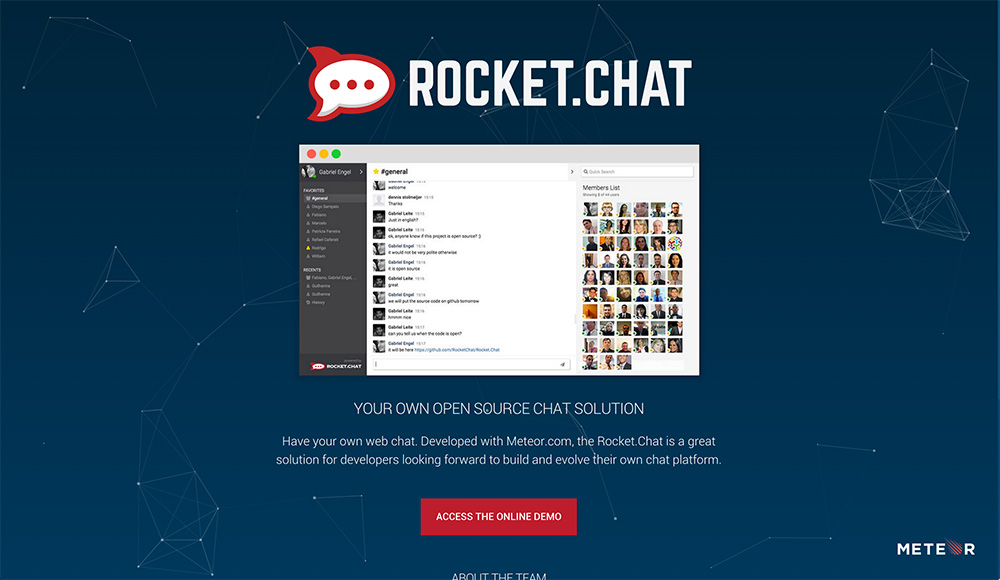 ROCKET.CHAT
Gabriel Engel
#general
Quick Search
FAVORITES
#general
Diego Sampaio
Fabiano
Marcelo
Patricia Pereira
Rafael Caferati
Rodrigo
William
RECENTS
Fabiano, Gabriel Engel, ...
Guilherme
Guilherme
History
powered by
ROCKET.CHAT
Gabriel Engel
welcome
dennis stolmeijer 15:15
Thanks
Gabriel Leite 15:15
Just in english?
Gabriel Leite 15:15
ok, anyone know if this project is open source? :)
Gabriel Engel 15:16
it would not be very polite otherwise
Gabriel Engel 15:16
it is open source
Gabriel Leite 15:16
great
Gabriel Engel 15:16
we will put the source code on github tomorrow
Gabriel Leite 15:16
hmmm nice
Gabriel Leite 15:17
can you tell us when the code is open?
Gabriel Engel 15:17
it will be here https://github.com/RocketChat/Rocket.Chat
Members List
YOUR OWN OPEN SOURCE CHAT SOLUTION
Have your own web chat. Developed with Meteor.com, the Rocket.Chat is a great
solution for developers looking forward to build and evolve their own chat platform.
ACCESS THE ONLINE DEMO
METEOR
ABOUT THE TEAM